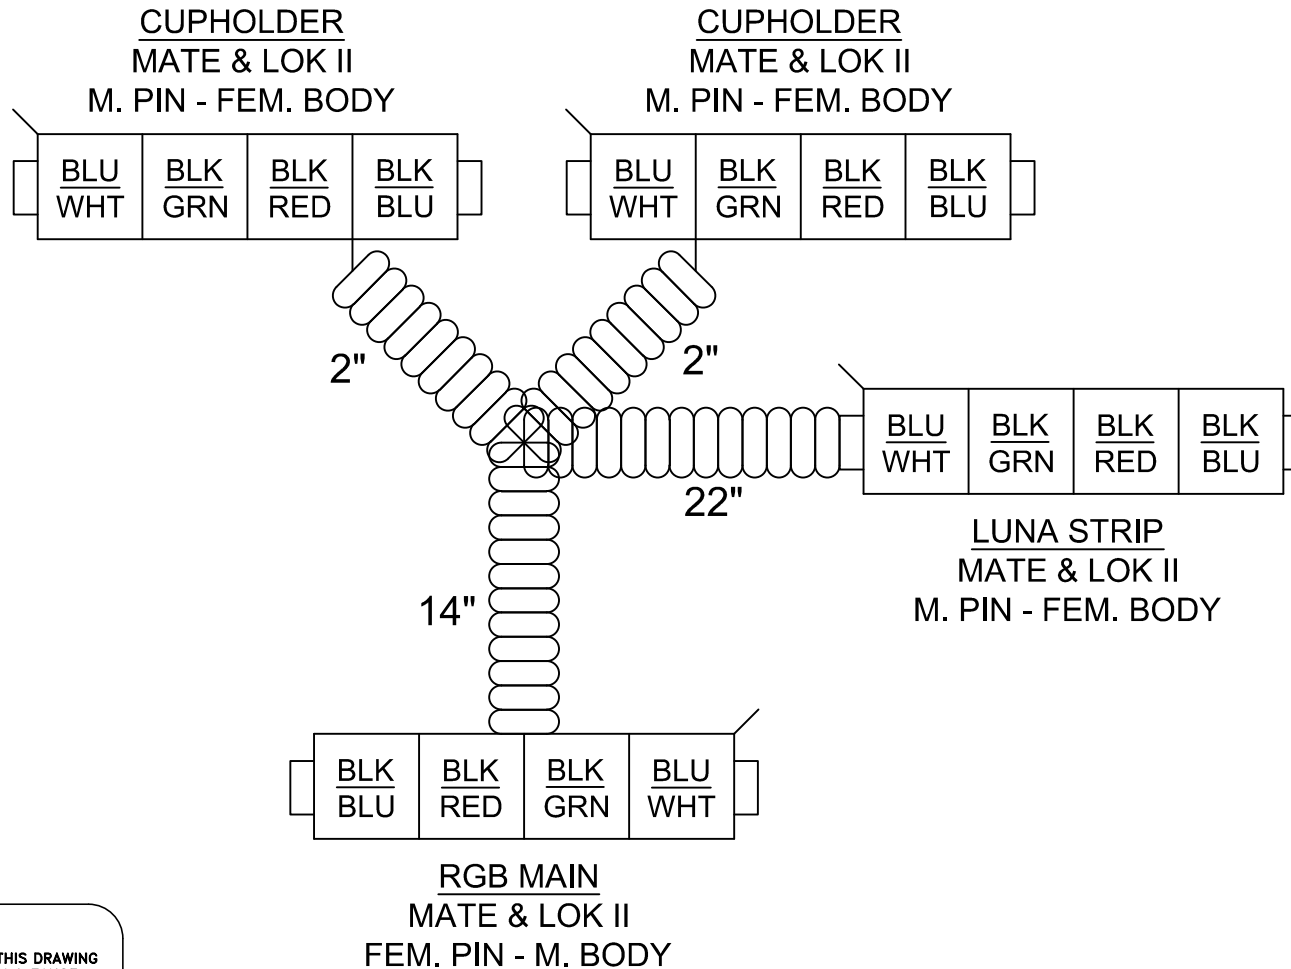 CUPHOLDER
MATE & LOK II
M. PIN - FEM. BODY
CUPHOLDER
MATE & LOK II
M. PIN - FEM. BODY
BLU BLK BLK BLK
WHT GRN RED BLU
BLU BLK BLK BLK
WHT GRN RED BLU
2"
2"
BLU BLK BLK BLK
WHT GRN RED BLU
22"
LUNA STRIP
MATE & LOK II
M. PIN - FEM. BODY
14"
BLK BLK BLK BLU
BLU RED GRN WHT
RGB MAIN
MATE & LOK II
FEM. PIN - M. BODY
THIS DRAWING